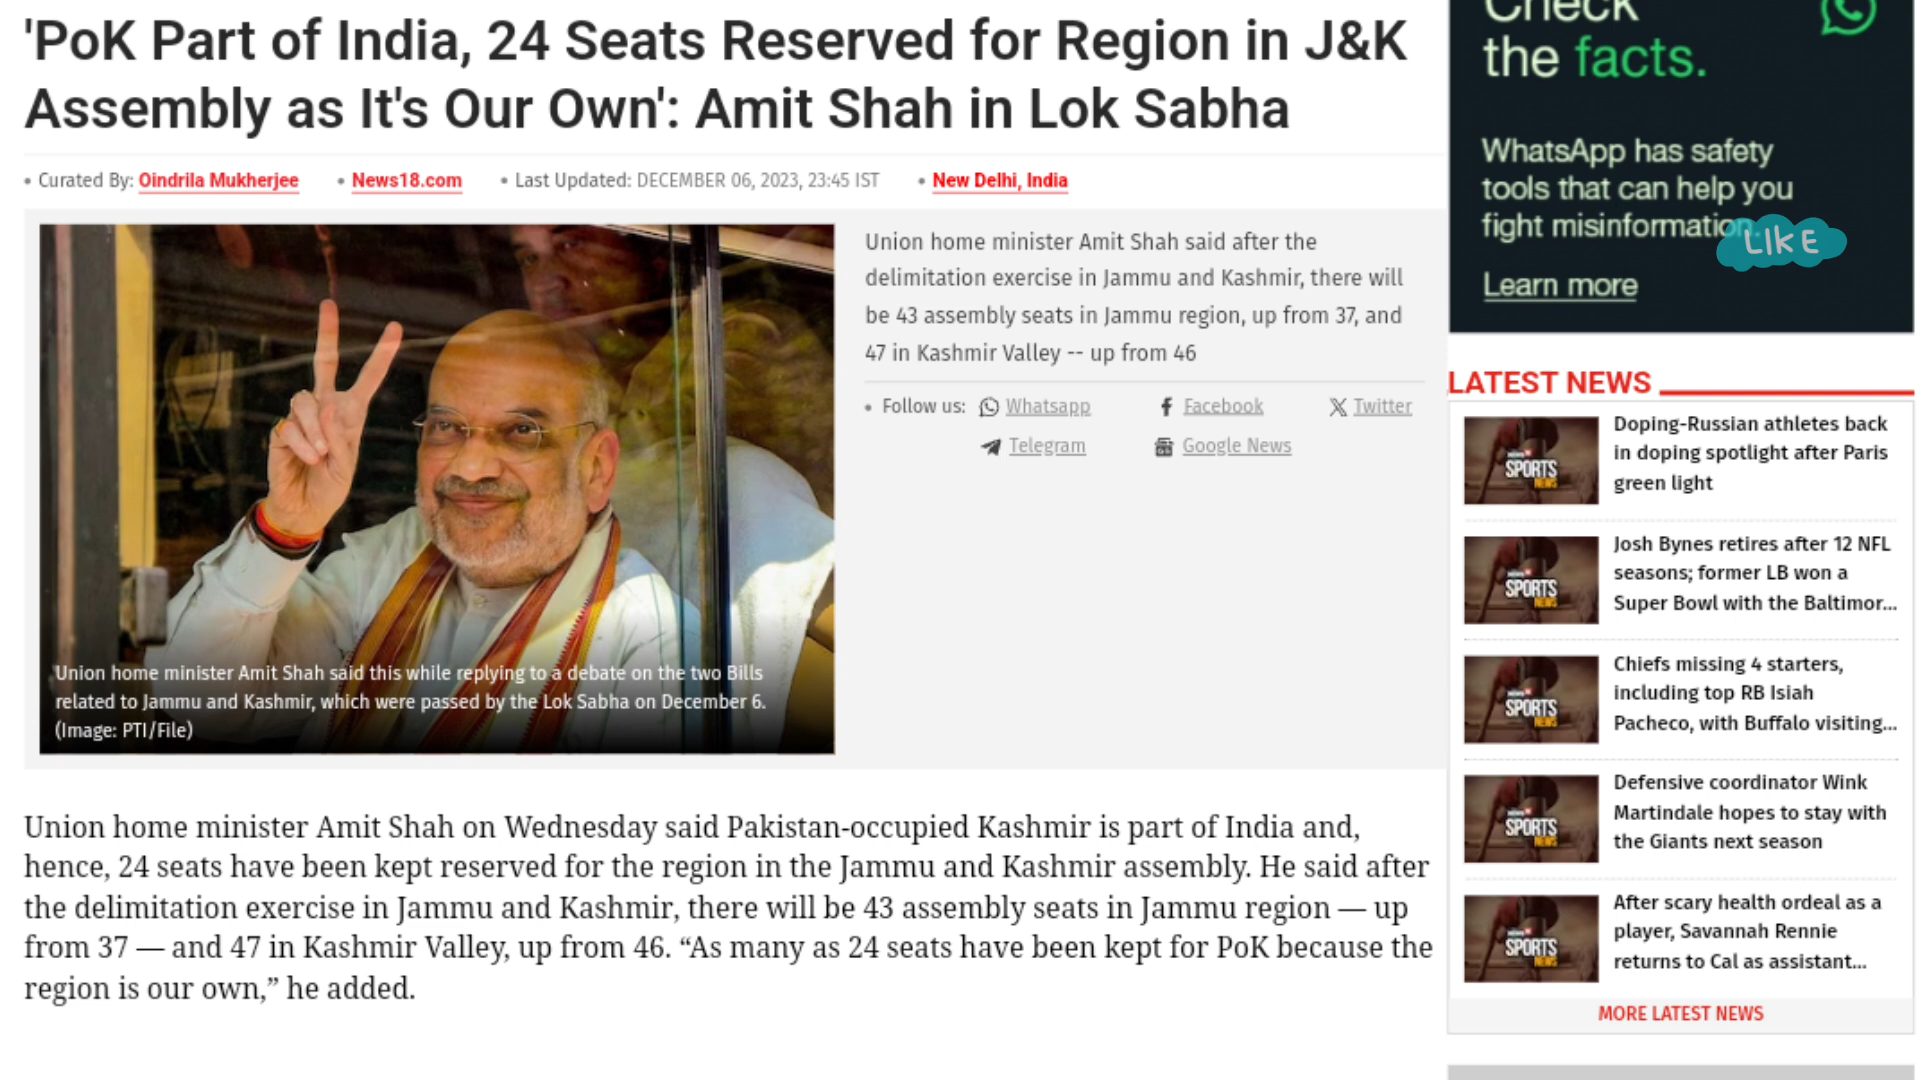 'PoK Part of India, 24 Seats Reserved for Region in J&K
Assembly as It's Our Own': Amit Shah in Lok Sabha
• Curated By: Oindrila Mukherjee • News18.com • Last Updated: DECEMBER 06, 2023, 23:45 IST • New Delhi, India
Union home minister Amit Shah said this while replying to a debate on the two Bills
related to Jammu and Kashmir, which were passed by the Lok Sabha on December 6.
(Image: PTI/File)
Union home minister Amit Shah said after the
delimitation exercise in Jammu and Kashmir, there will
be 43 assembly seats in Jammu region, up from 37, and
47 in Kashmir Valley -- up from 46
• Follow us: Whatsapp Facebook Twitter
Telegram Google News
Union home minister Amit Shah on Wednesday said Pakistan-occupied Kashmir is part of India and,
hence, 24 seats have been kept reserved for the region in the Jammu and Kashmir assembly. He said after
the delimitation exercise in Jammu and Kashmir, there will be 43 assembly seats in Jammu region — up
from 37 — and 47 in Kashmir Valley, up from 46. “As many as 24 seats have been kept for PoK because the
region is our own,” he added.
Check
the facts.
WhatsApp has safety
tools that can help you
fight misinformation.
LIKE
Learn more
LATEST NEWS
SPORTS
Doping-Russian athletes back
in doping spotlight after Paris
green light
SPORTS
Josh Bynes retires after 12 NFL
seasons; former LB won a
Super Bowl with the Baltimor...
SPORTS
Chiefs missing 4 starters,
including top RB Isiah
Pacheco, with Buffalo visiting...
SPORTS
Defensive coordinator Wink
Martindale hopes to stay with
the Giants next season
SPORTS
After scary health ordeal as a
player, Savannah Rennie
returns to Cal as assistant...
MORE LATEST NEWS